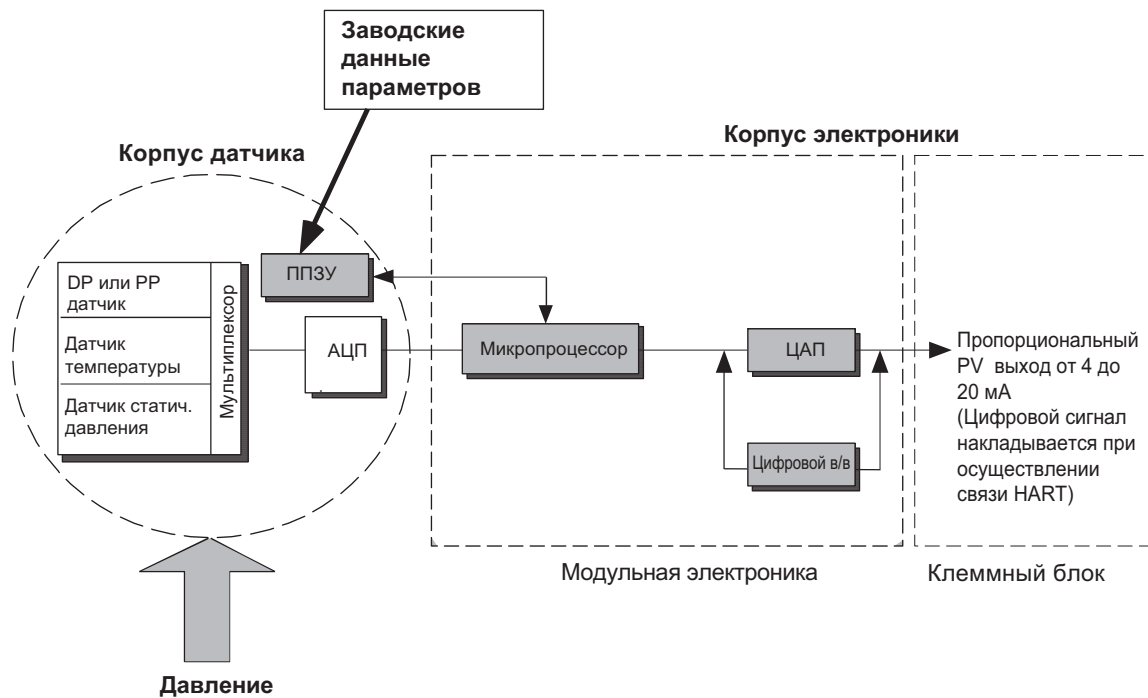 Заводские
данные
параметров
Корпус датчика
Корпус электроники
DP или PP
датчик
Датчик
температуры
Датчик статич.
давления
Мультиплексор
ППЗУ
АЦП
Микропроцессор
ЦАП
Цифровой в/в
Пропорциональный
PV выход от 4 до
20 мА
(Цифровой сигнал
накладывается при
осуществлении
связи HART)
Модульная электроника
Клеммный блок
Давление